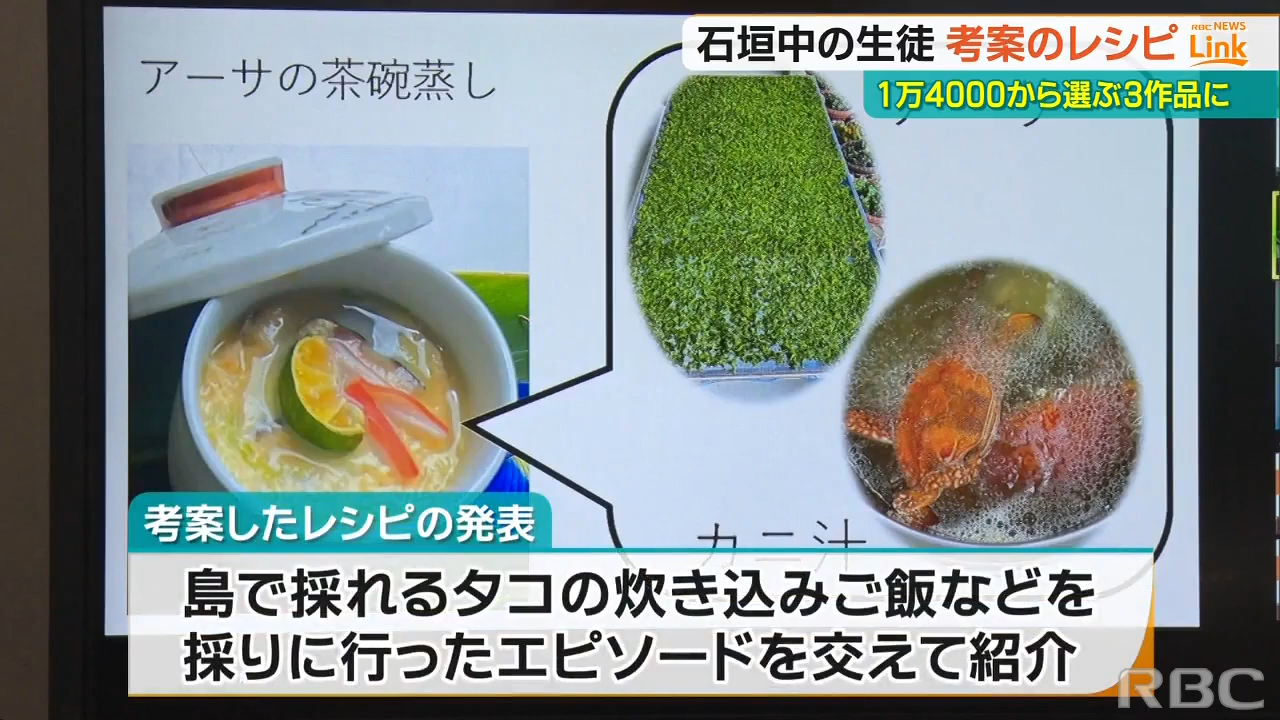 石垣中の生徒 考案のレシピ
RBC NEWS
Link
1万4000から選ぶ3作品に
アーサの茶碗蒸し
カニ汁
考案したレシピの発表
島で採れるタコの炊き込みご飯などを
採りに行ったエピソードを交えて紹介
RBC